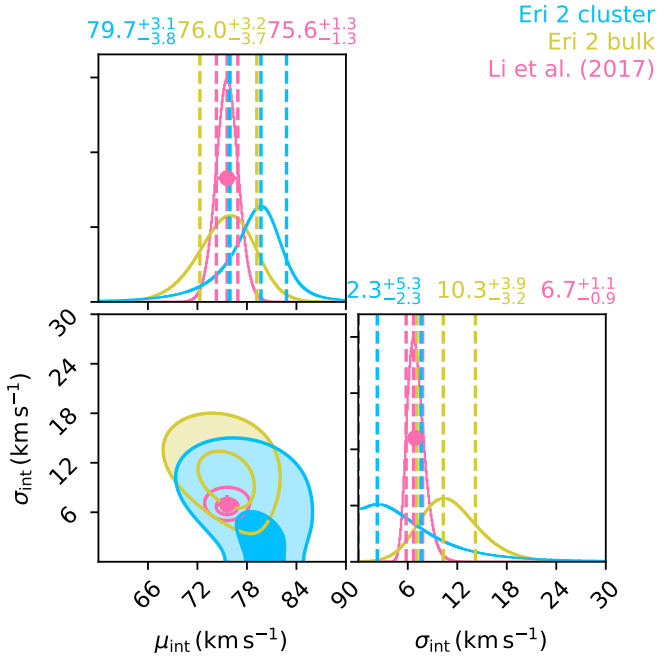 Eri 2 cluster
Eri 2 bulk
Li et al. (2017)
79.7+3.1−3.8 76.0+3.2−3.7 75.6+1.3−1.3
2.3+5.3−2.3 10.3+3.9−3.2 6.7+1.1−0.9
30
24
18
12
6
σint (km s−1)
66 72 78 84 90
6 12 18 24 30
μint (km s−1)
σint (km s−1)